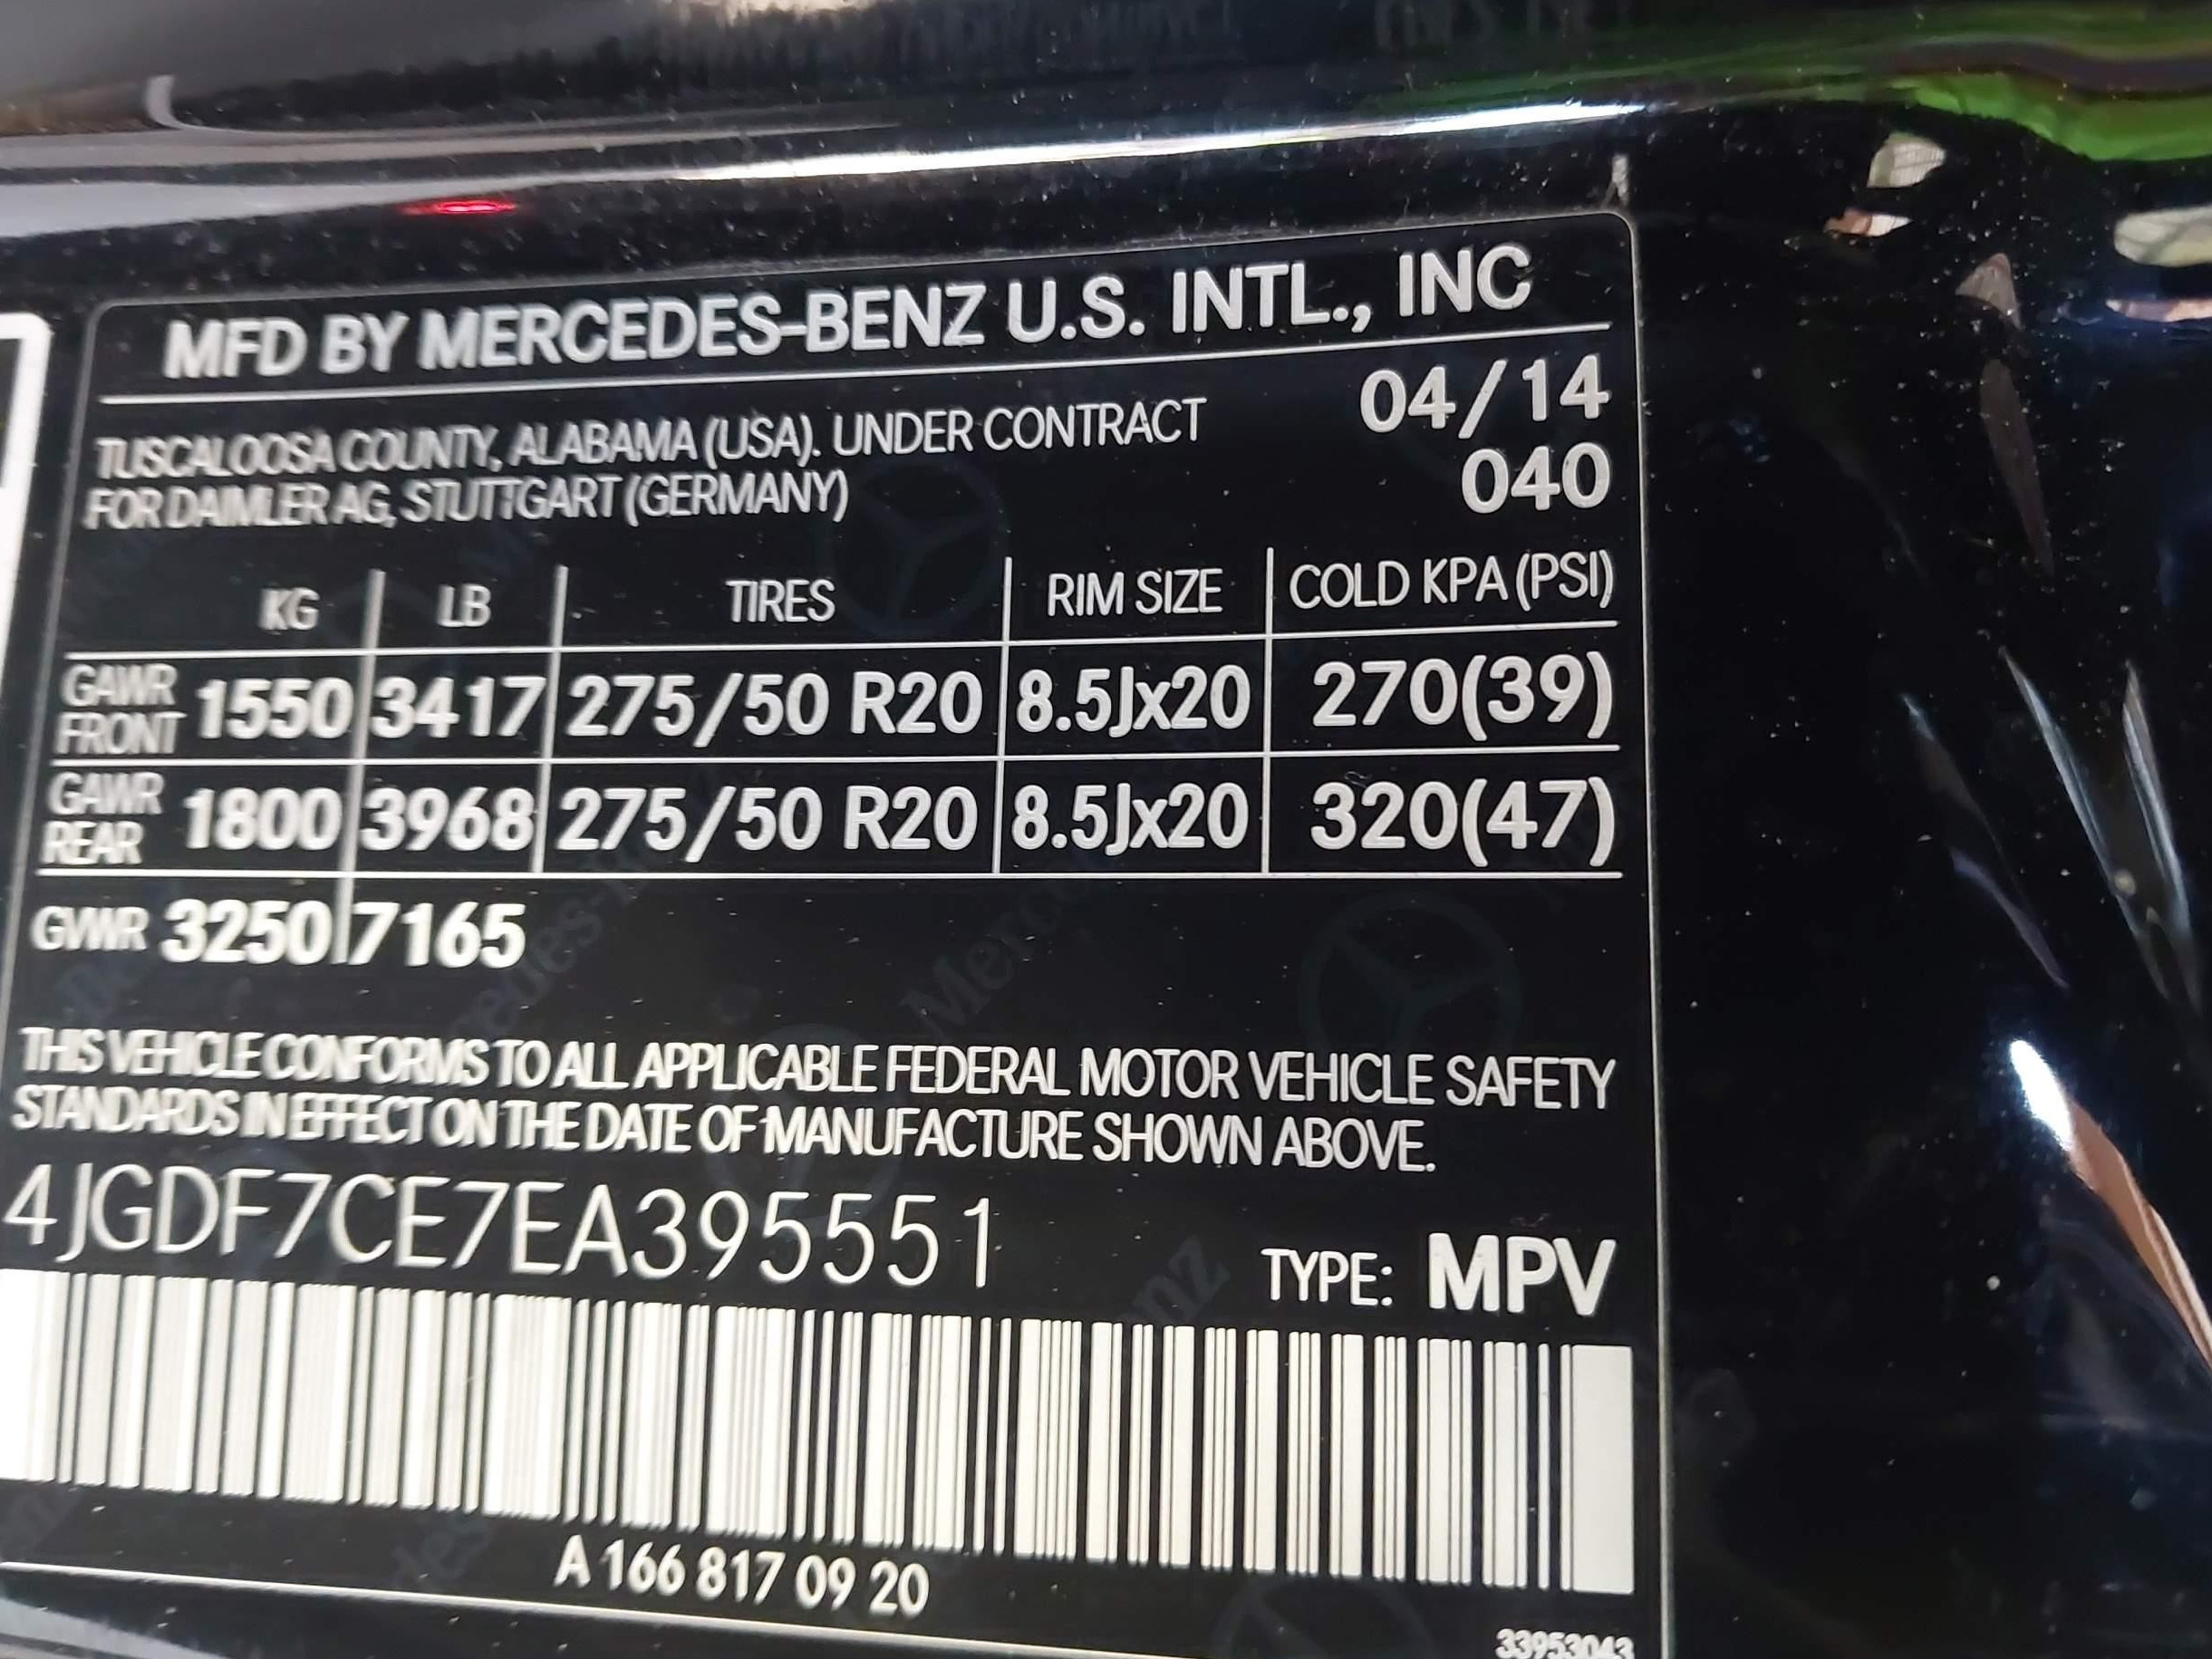 MFD BY MERCEDES-BENZ U.S. INTL., INC
TUSCALOOSA COUNTY, ALABAMA (USA). UNDER CONTRACT
FOR DAIMLER AG, STUTTGART (GERMANY)
04/14
040
KG LB TIRES RIM SIZE COLD KPA (PSI)
GAWR FRONT 1550 3417 275/50 R20 8.5Jx20 270(39)
GAWR REAR 1800 3968 275/50 R20 8.5Jx20 320(47)
GVWR 3250 7165
THIS VEHICLE CONFORMS TO ALL APPLICABLE FEDERAL MOTOR VEHICLE SAFETY
STANDARDS IN EFFECT ON THE DATE OF MANUFACTURE SHOWN ABOVE.
4JGDF7CE7EA395551
TYPE: MPV
A 166 817 09 20
33953043